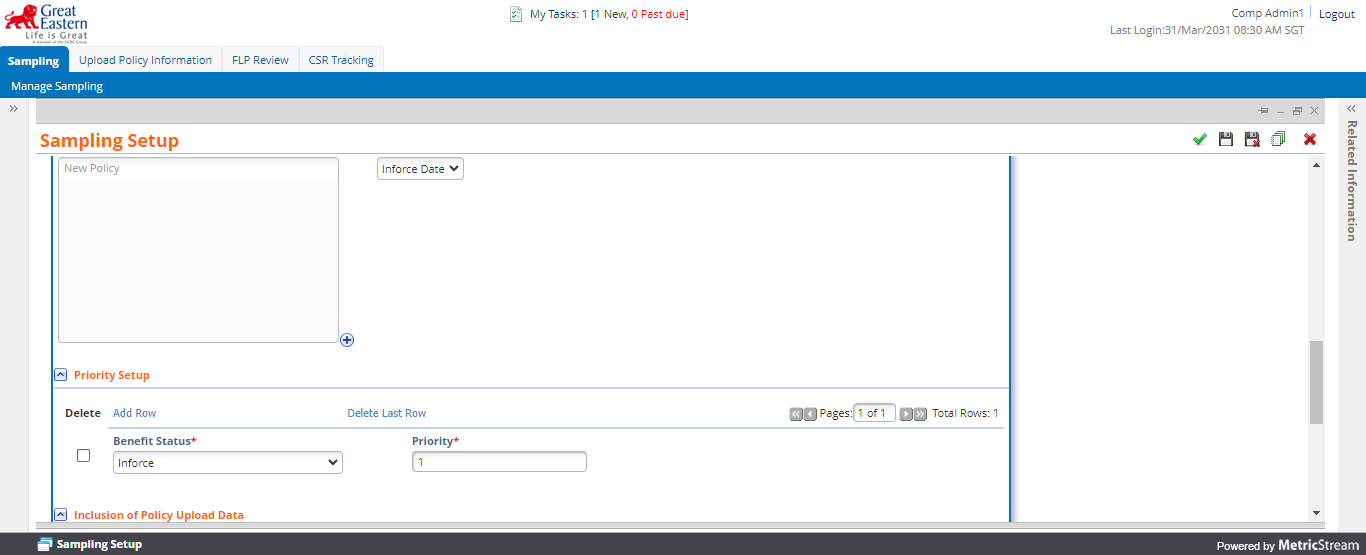 Great
Eastern
Life is Great
A member of the OCBC Group
My Tasks: 1 [1 New, 0 Past due]
Comp Admin1
Logout
Last Login:31/Mar/2031 08:30 AM SGT
Sampling
Upload Policy Information
FLP Review
CSR Tracking
Manage Sampling
Sampling Setup
Related Information
New Policy
Inforce Date
Priority Setup
Delete
Add Row
Delete Last Row
Pages: 1 of 1
Total Rows: 1
Benefit Status*
Priority*
Inforce
1
Inclusion of Policy Upload Data
Sampling Setup
Powered by MetricStream